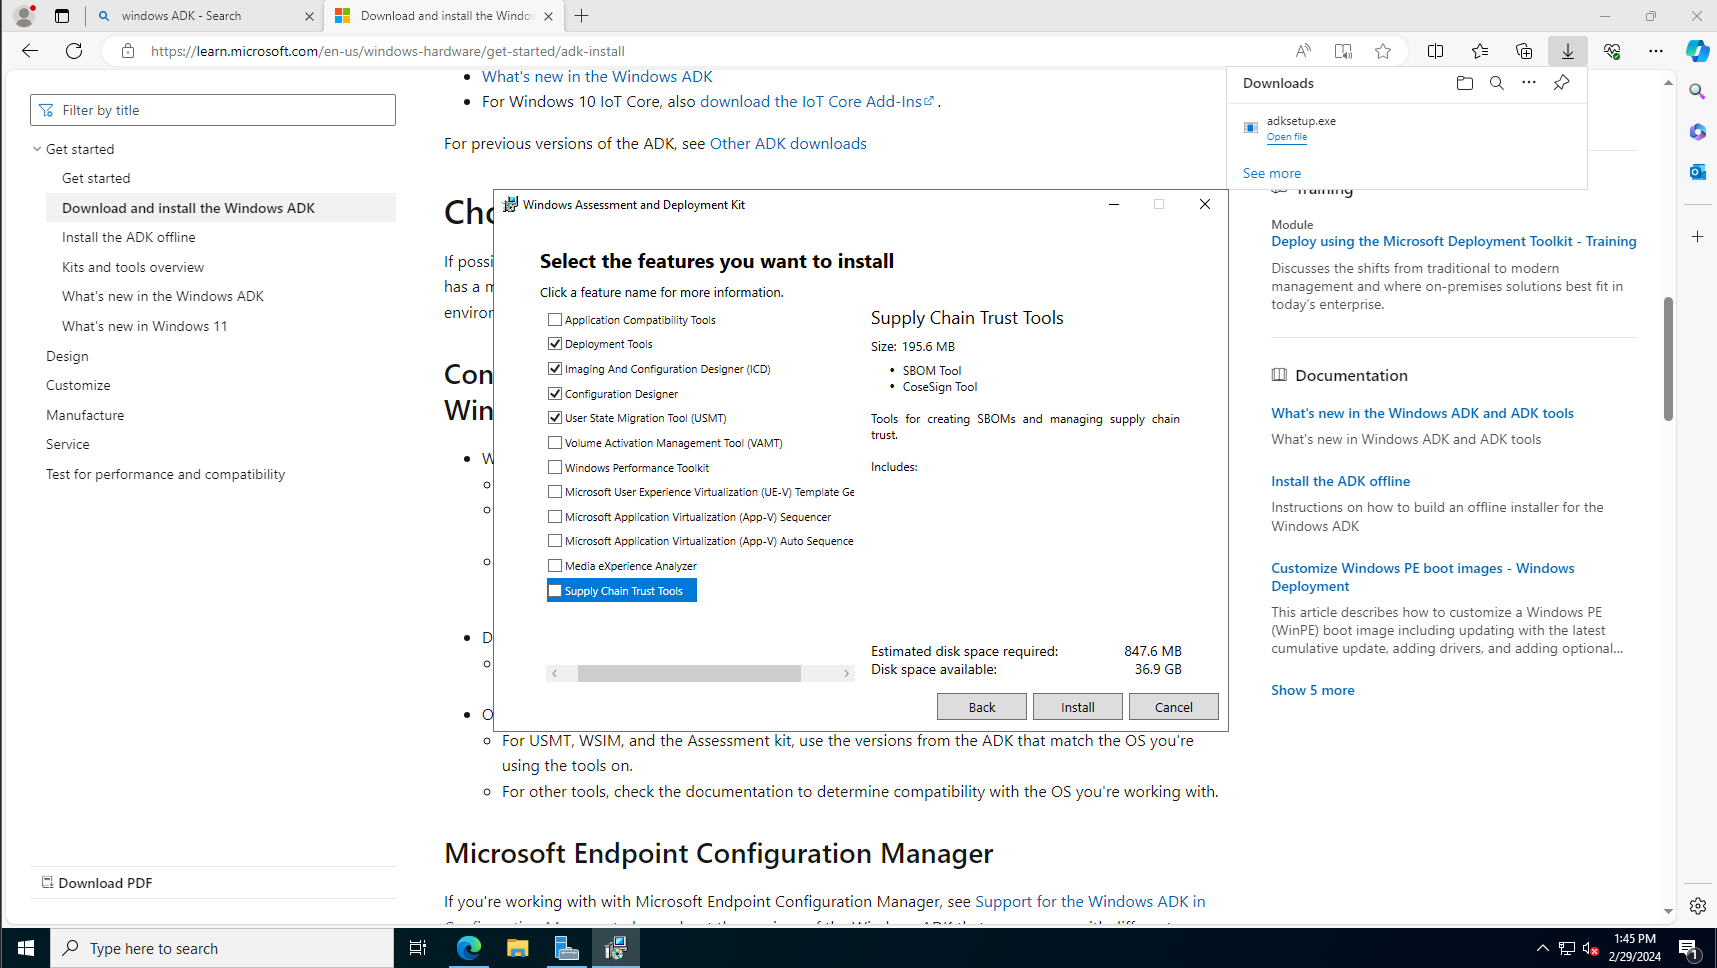 windows ADK - Search
Download and install the Windo
https://learn.microsoft.com/en-us/windows-hardware/get-started/adk-install
Filter by title
Get started
Get started
Download and install the Windows ADK
Install the ADK offline
Kits and tools overview
What's new in the Windows ADK
What's new in Windows 11
Design
Customize
Manufacture
Service
Test for performance and compatibility
Download PDF
What's new in the Windows ADK
For Windows 10 IoT Core, also download the IoT Core Add-Ins .
For previous versions of the ADK, see Other ADK downloads
If possi
has a m
environ
Con
Win
W
D
O
Windows Assessment and Deployment Kit
Select the features you want to install
Click a feature name for more information.
Application Compatibility Tools
Deployment Tools
Imaging And Configuration Designer (ICD)
Configuration Designer
User State Migration Tool (USMT)
Volume Activation Management Tool (VAMT)
Windows Performance Toolkit
Microsoft User Experience Virtualization (UE-V) Template Ge
Microsoft Application Virtualization (App-V) Sequencer
Microsoft Application Virtualization (App-V) Auto Sequence
Media eXperience Analyzer
Supply Chain Trust Tools
Supply Chain Trust Tools
Size: 195.6 MB
SBOM Tool
CoseSign Tool
Tools for creating SBOMs and managing supply chain
trust.
Includes:
Estimated disk space required: 847.6 MB
Disk space available: 36.9 GB
Back
Install
Cancel
For USMT, WSIM, and the Assessment kit, use the versions from the ADK that match the OS you're
using the tools on.
For other tools, check the documentation to determine compatibility with the OS you're working with.
Microsoft Endpoint Configuration Manager
If you're working with with Microsoft Endpoint Configuration Manager, see Support for the Windows ADK in
Downloads
adksetup.exe
Open file
See more
Training
Module
Deploy using the Microsoft Deployment Toolkit - Training
Discusses the shifts from traditional to modern
management and where on-premises solutions best fit in
today's enterprise.
Documentation
What's new in the Windows ADK and ADK tools
What's new in Windows ADK and ADK tools
Install the ADK offline
Instructions on how to build an offline installer for the
Windows ADK
Customize Windows PE boot images - Windows
Deployment
This article describes how to customize a Windows PE
(WinPE) boot image including updating with the latest
cumulative update, adding drivers, and adding optional...
Show 5 more
Type here to search
1:45 PM
2/29/2024
1